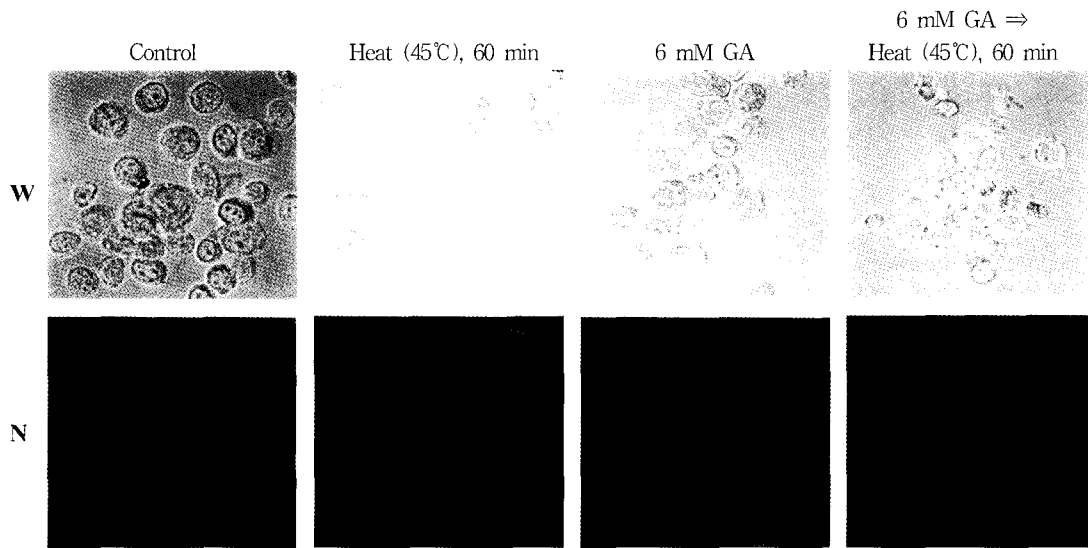 6 mM GA ⇒
Control Heat (45℃), 60 min 6 mM GA Heat (45℃), 60 min
W
N